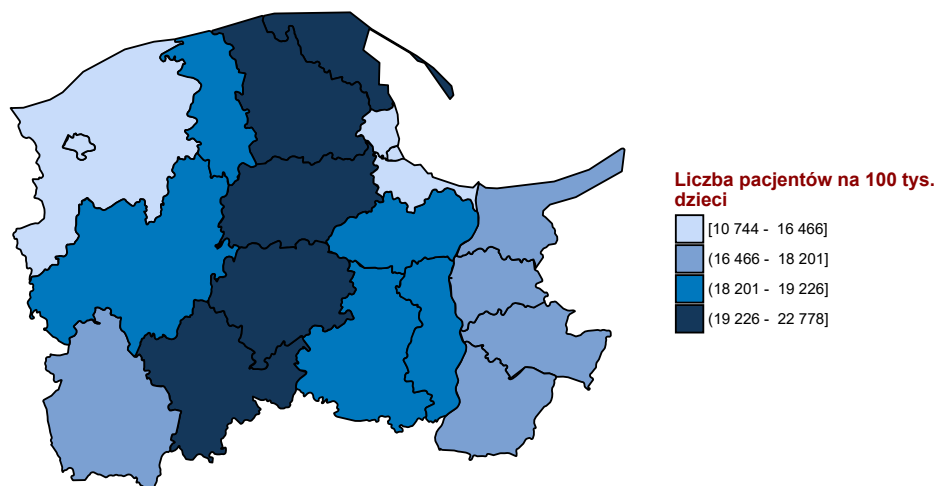 Liczba pacjentów na 100 tys.
dzieci
[10 744 - 16 466]
(16 466 - 18 201]
(18 201 - 19 226]
(19 226 - 22 778]